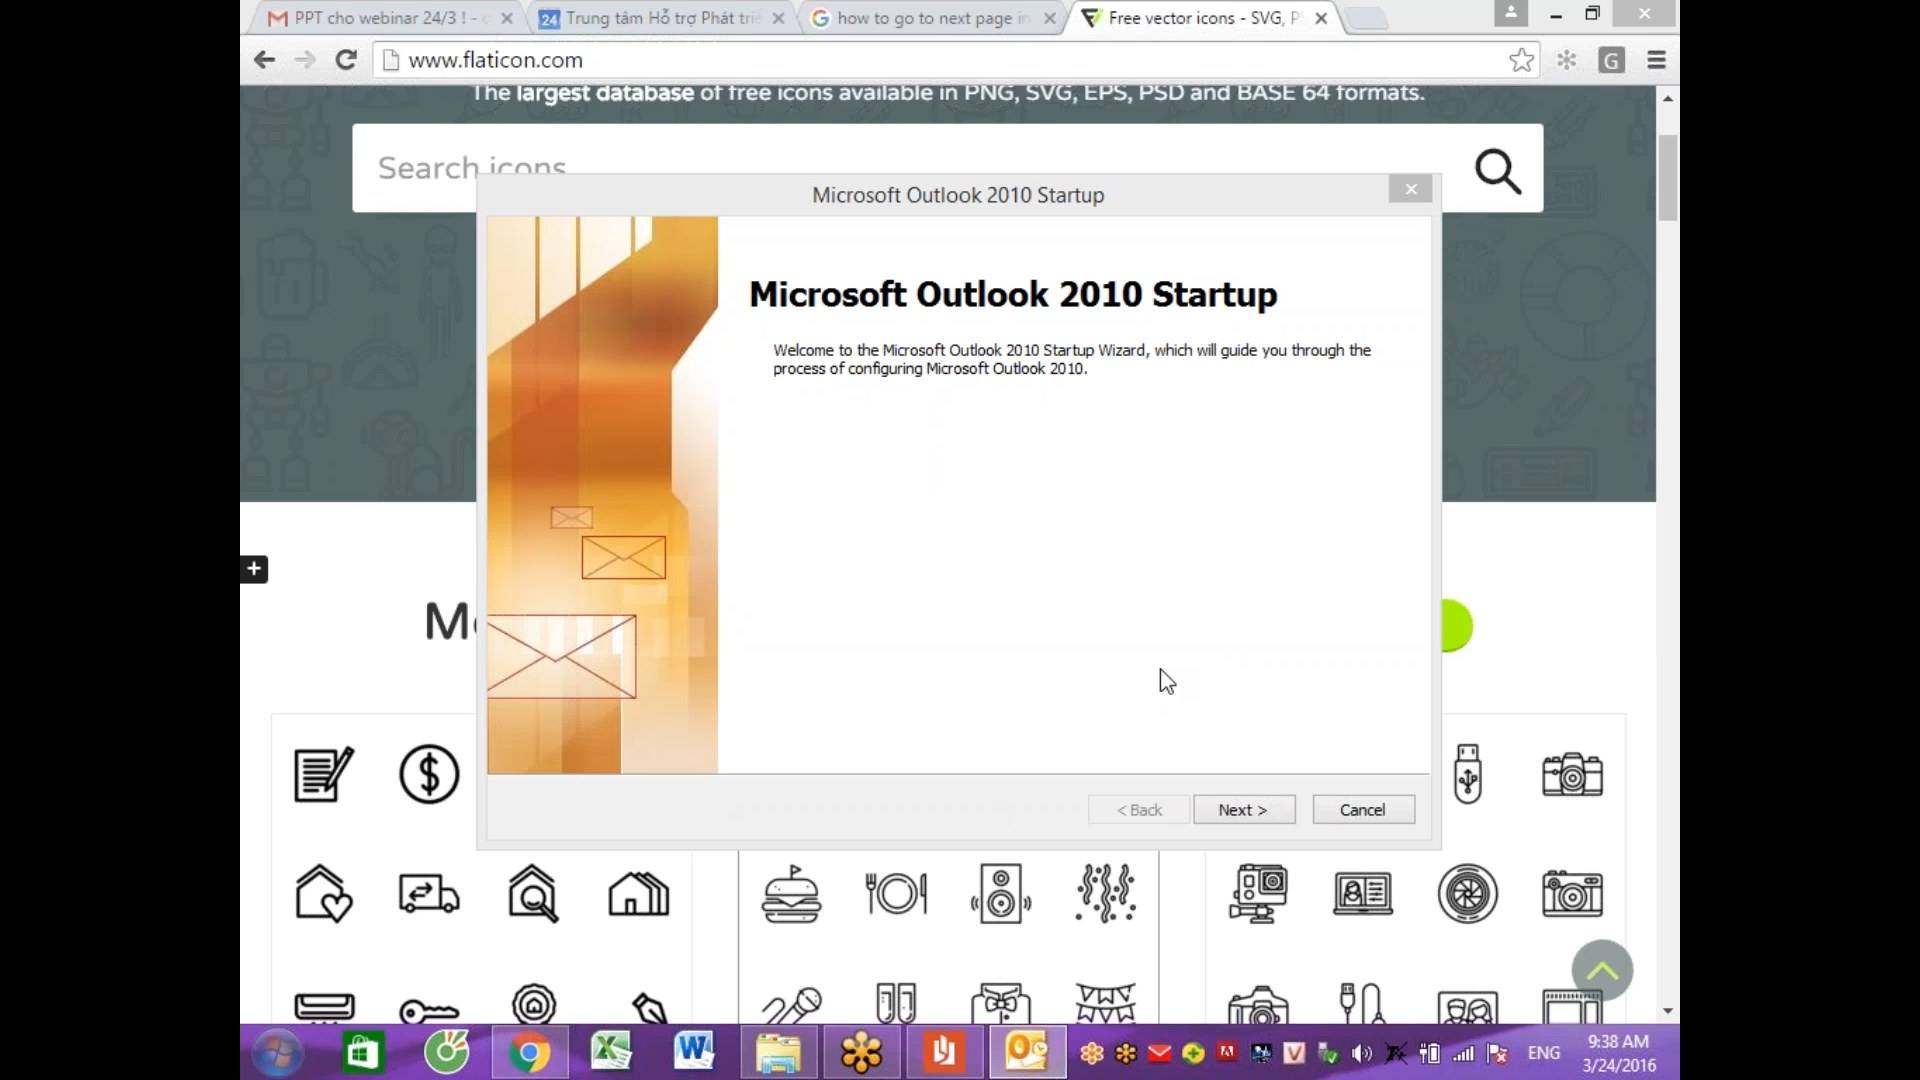 PPT cho webinar 24/3 ! -
24 Trung tâm Hỗ trợ Phát triể
how to go to next page in
Free vector icons - SVG, P
www.flaticon.com
G
The largest database of free icons available in PNG, SVG, EPS, PSD and BASE 64 formats.
Search icons
Microsoft Outlook 2010 Startup
Microsoft Outlook 2010 Startup
Welcome to the Microsoft Outlook 2010 Startup Wizard, which will guide you through the
process of configuring Microsoft Outlook 2010.
< Back
Next >
Cancel
ENG
9:38 AM
3/24/2016